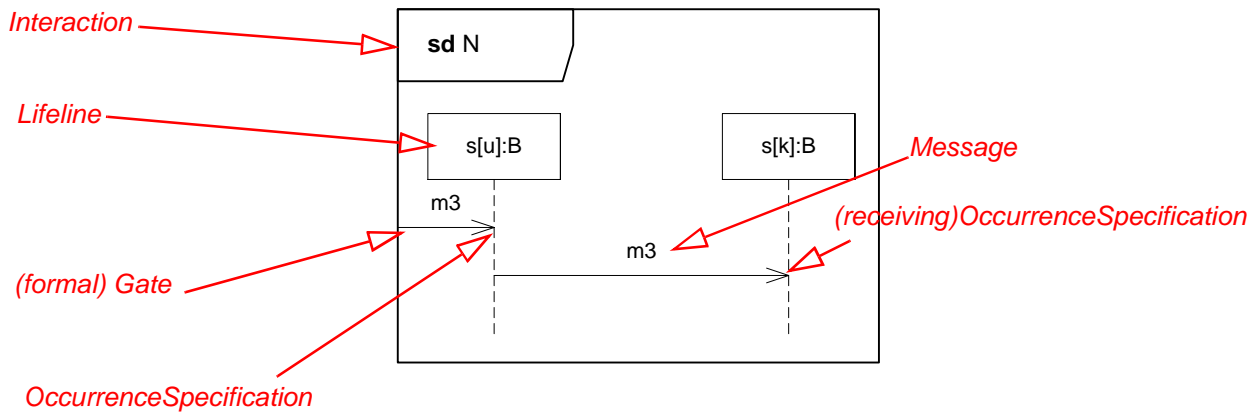 Interaction
sd N
Lifeline
s[u]:B
s[k]:B
Message
m3
(receiving)OccurrenceSpecification
m3
(formal) Gate
OccurrenceSpecification